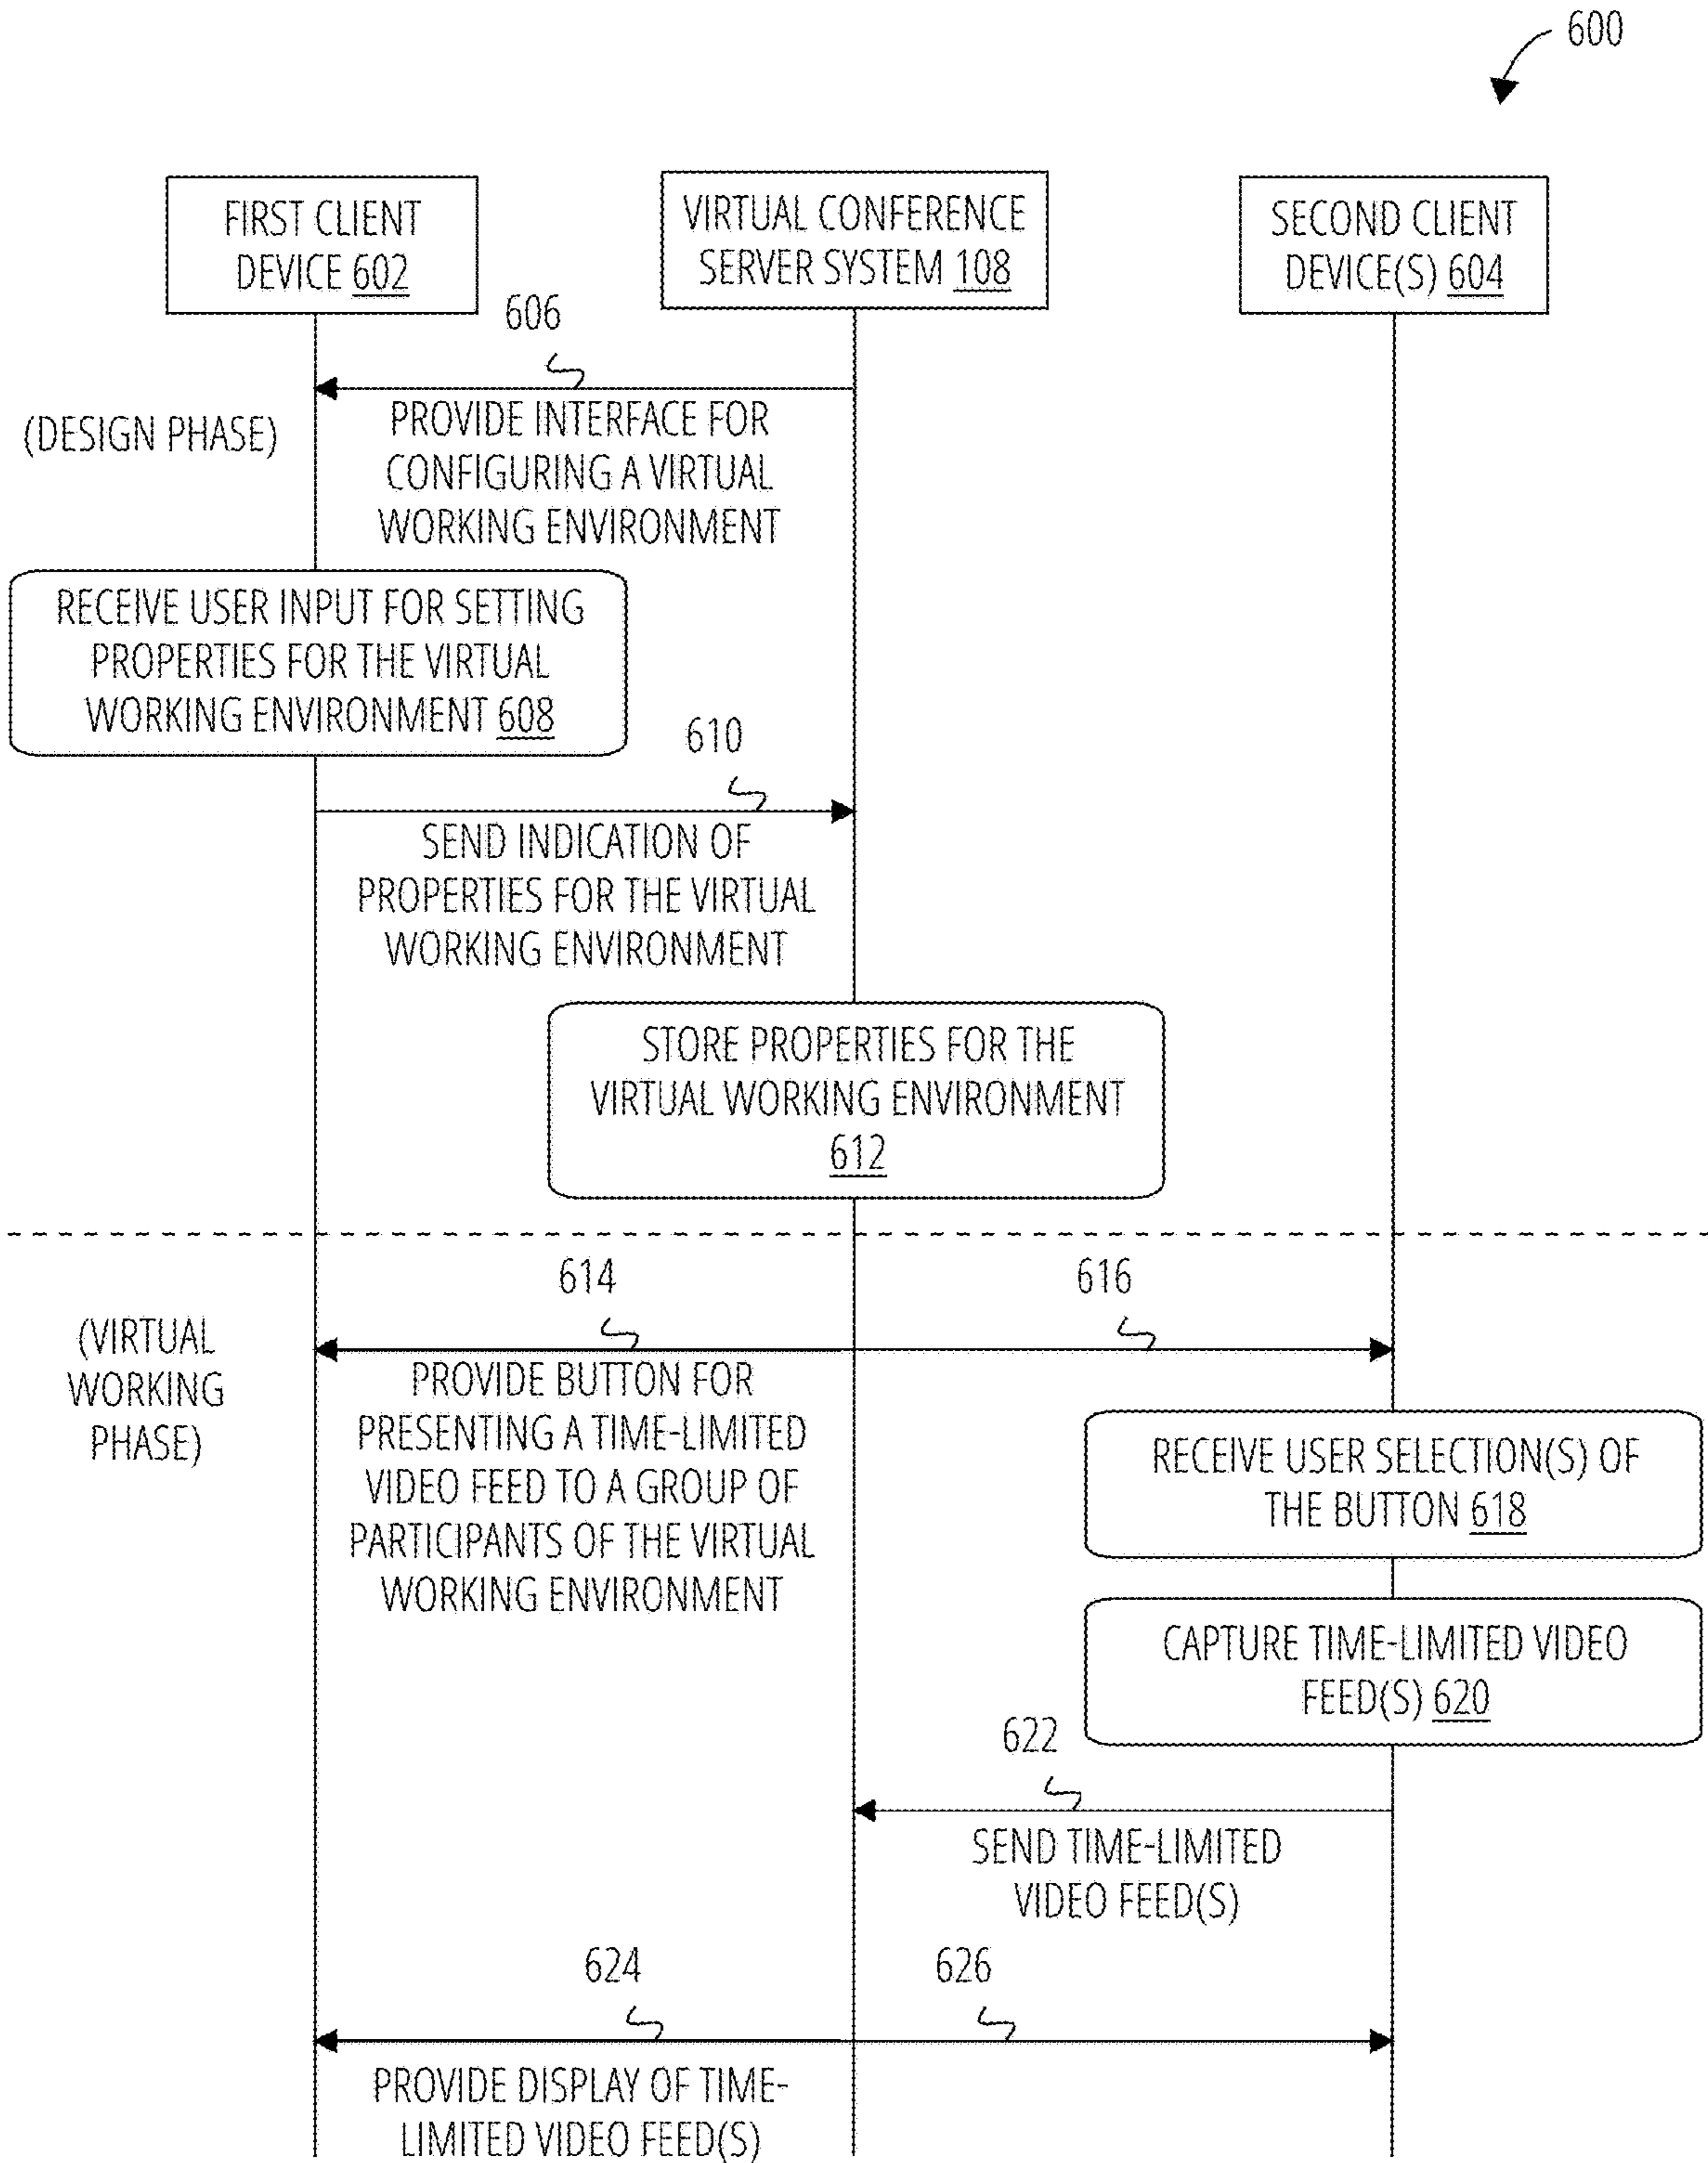 600
FIRST CLIENT
DEVICE 602
VIRTUAL CONFERENCE
SERVER SYSTEM 108
SECOND CLIENT
DEVICE(S) 604
606
(DESIGN PHASE)
PROVIDE INTERFACE FOR
CONFIGURING A VIRTUAL
WORKING ENVIRONMENT
RECEIVE USER INPUT FOR SETTING
PROPERTIES FOR THE VIRTUAL
WORKING ENVIRONMENT 608
610
SEND INDICATION OF
PROPERTIES FOR THE VIRTUAL
WORKING ENVIRONMENT
STORE PROPERTIES FOR THE
VIRTUAL WORKING ENVIRONMENT
612
614
616
(VIRTUAL
WORKING
PHASE)
PROVIDE BUTTON FOR
PRESENTING A TIME-LIMITED
VIDEO FEED TO A GROUP OF
PARTICIPANTS OF THE VIRTUAL
WORKING ENVIRONMENT
RECEIVE USER SELECTION(S) OF
THE BUTTON 618
CAPTURE TIME-LIMITED VIDEO
FEED(S) 620
622
SEND TIME-LIMITED
VIDEO FEED(S)
624
626
PROVIDE DISPLAY OF TIME-
LIMITED VIDEO FEED(S)